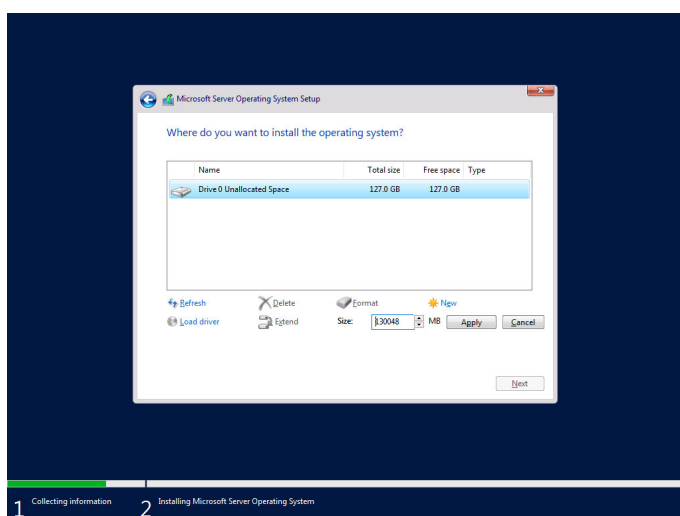 Microsoft Server Operating System Setup
Where do you want to install the operating system?
Name Total size Free space Type
Drive 0 Unallocated Space 127.0 GB 127.0 GB
Refresh Delete Format New
Load driver Extend Size: 130048 MB Apply Cancel
Next
1 Collecting information 2 Installing Microsoft Server Operating System